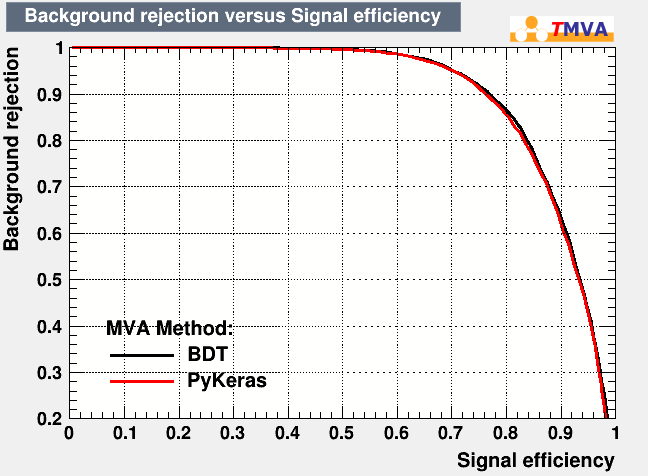 Background rejection versus Signal efficiency
TMVA
Background rejection
1
0.9
0.8
0.7
0.6
0.5
0.4
0.3
0.2
MVA Method:
BDT
PyKeras
0 0.1 0.2 0.3 0.4 0.5 0.6 0.7 0.8 0.9 1
Signal efficiency